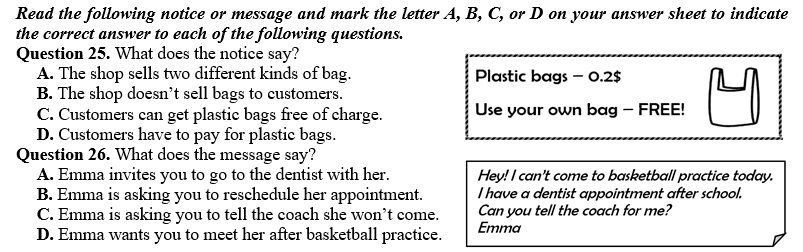 Read the following notice or message and mark the letter A, B, C, or D on your answer sheet to indicate
the correct answer to each of the following questions.
Question 25. What does the notice say?
A. The shop sells two different kinds of bag.
B. The shop doesn't sell bags to customers.
C. Customers can get plastic bags free of charge.
D. Customers have to pay for plastic bags.
Plastic bags – 0.2$
Use your own bag – FREE!
Question 26. What does the message say?
A. Emma invites you to go to the dentist with her.
B. Emma is asking you to reschedule her appointment.
C. Emma is asking you to tell the coach she won't come.
D. Emma wants you to meet her after basketball practice.
Hey! I can't come to basketball practice today.
I have a dentist appointment after school.
Can you tell the coach for me?
Emma